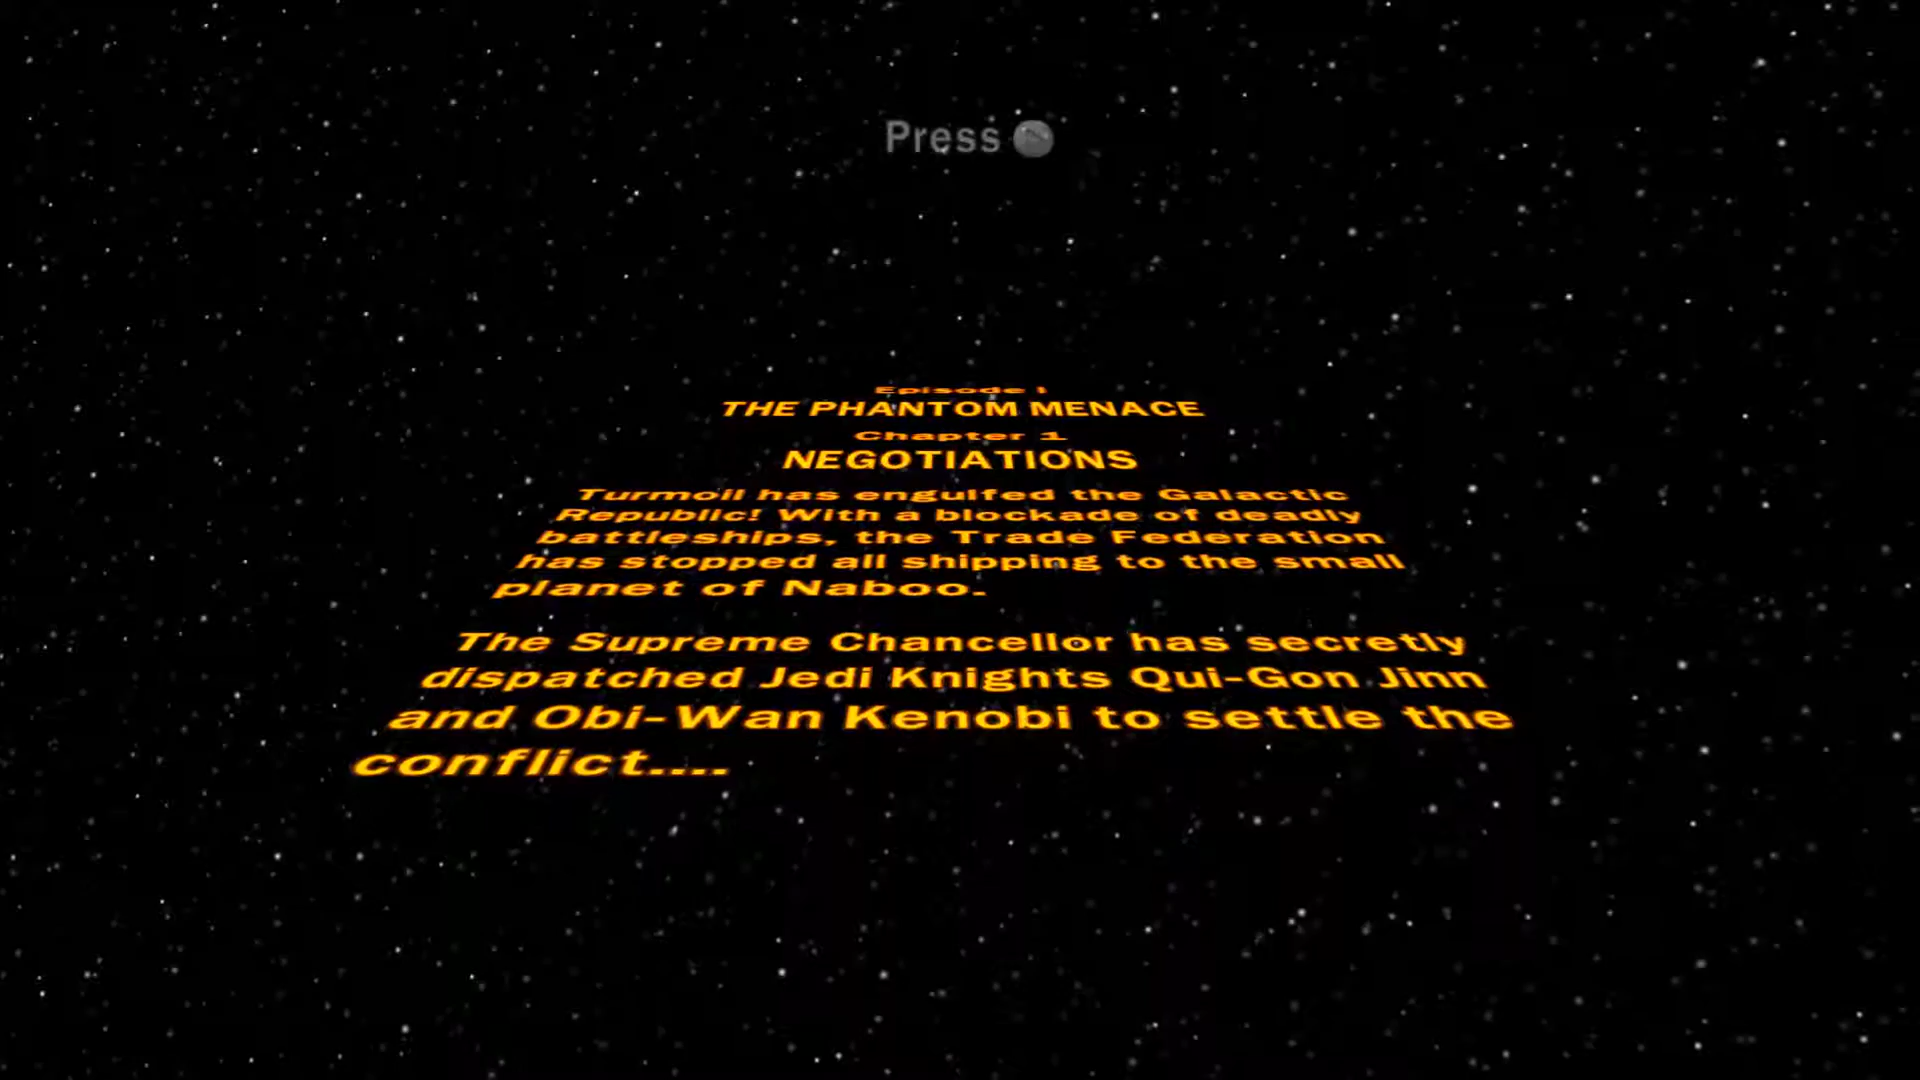 Press
Episode I
THE PHANTOM MENACE
Chapter 1
NEGOTIATIONS
Turmoil has engulfed the Galactic
Republic! With a blockade of deadly
battleships, the Trade Federation
has stopped all shipping to the small
planet of Naboo.
The Supreme Chancellor has secretly
dispatched Jedi Knights Qui-Gon Jinn
and Obi-Wan Kenobi to settle the
conflict....